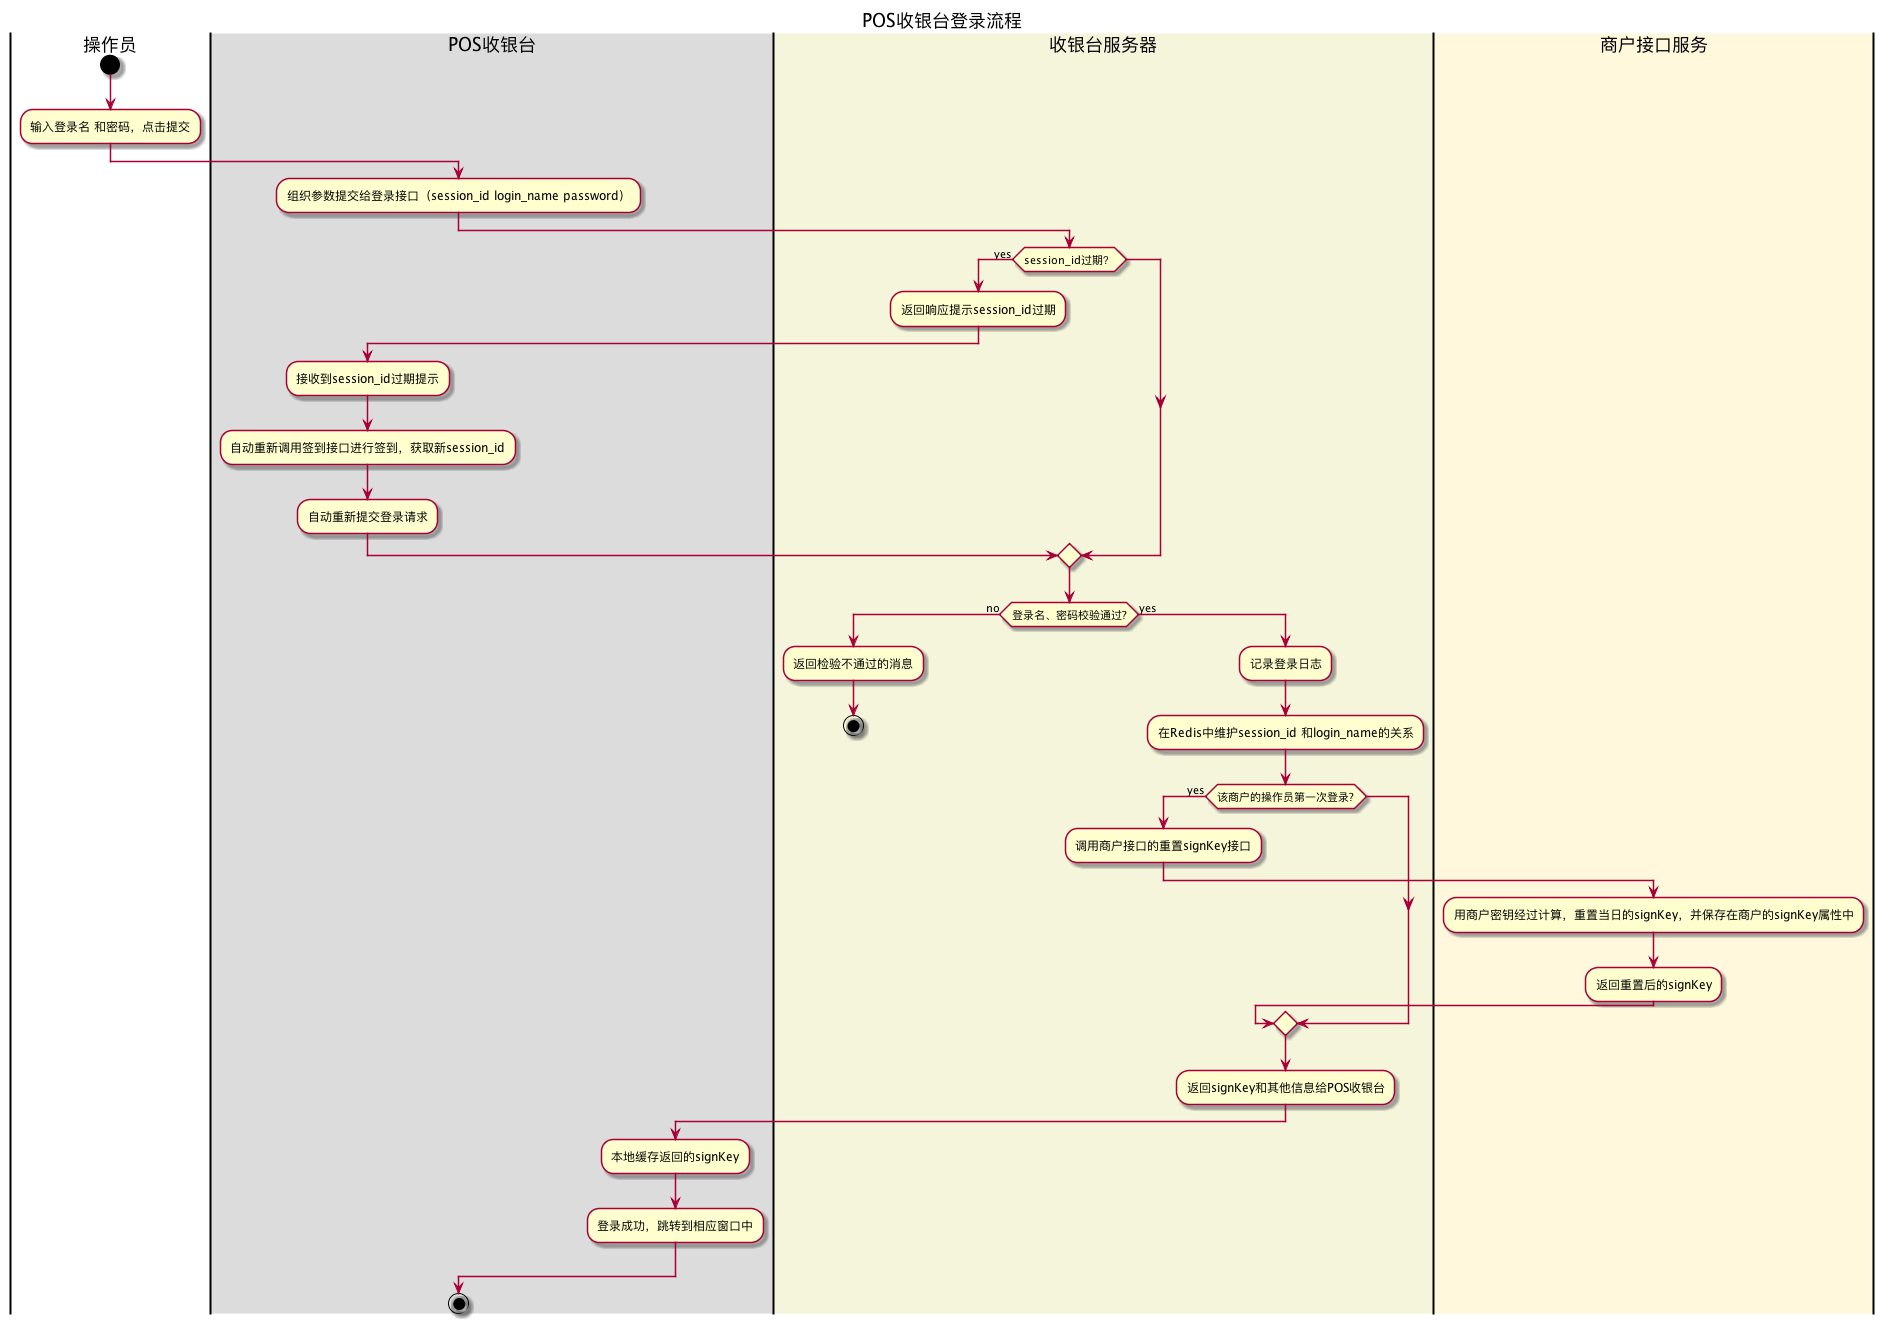 POS收银台登录流程
操作员
POS收银台
收银台服务器
商户接口服务
输入登录名 和密码，点击提交
组织参数提交给登录接口（session_id login_name password）
yes
session_id过期？
返回响应提示session_id过期
接收到session_id过期提示
自动重新调用签到接口进行签到，获取新session_id
自动重新提交登录请求
no
登录名、密码校验通过?
yes
返回检验不通过的消息
记录登录日志
在Redis中维护session_id 和login_name的关系
yes
该商户的操作员第一次登录？
调用商户接口的重置signKey接口
用商户密钥经过计算，重置当日的signKey，并保存在商户的signKey属性中
返回重置后的signKey
返回signKey和其他信息给POS收银台
本地缓存返回的signKey
登录成功，跳转到相应窗口中